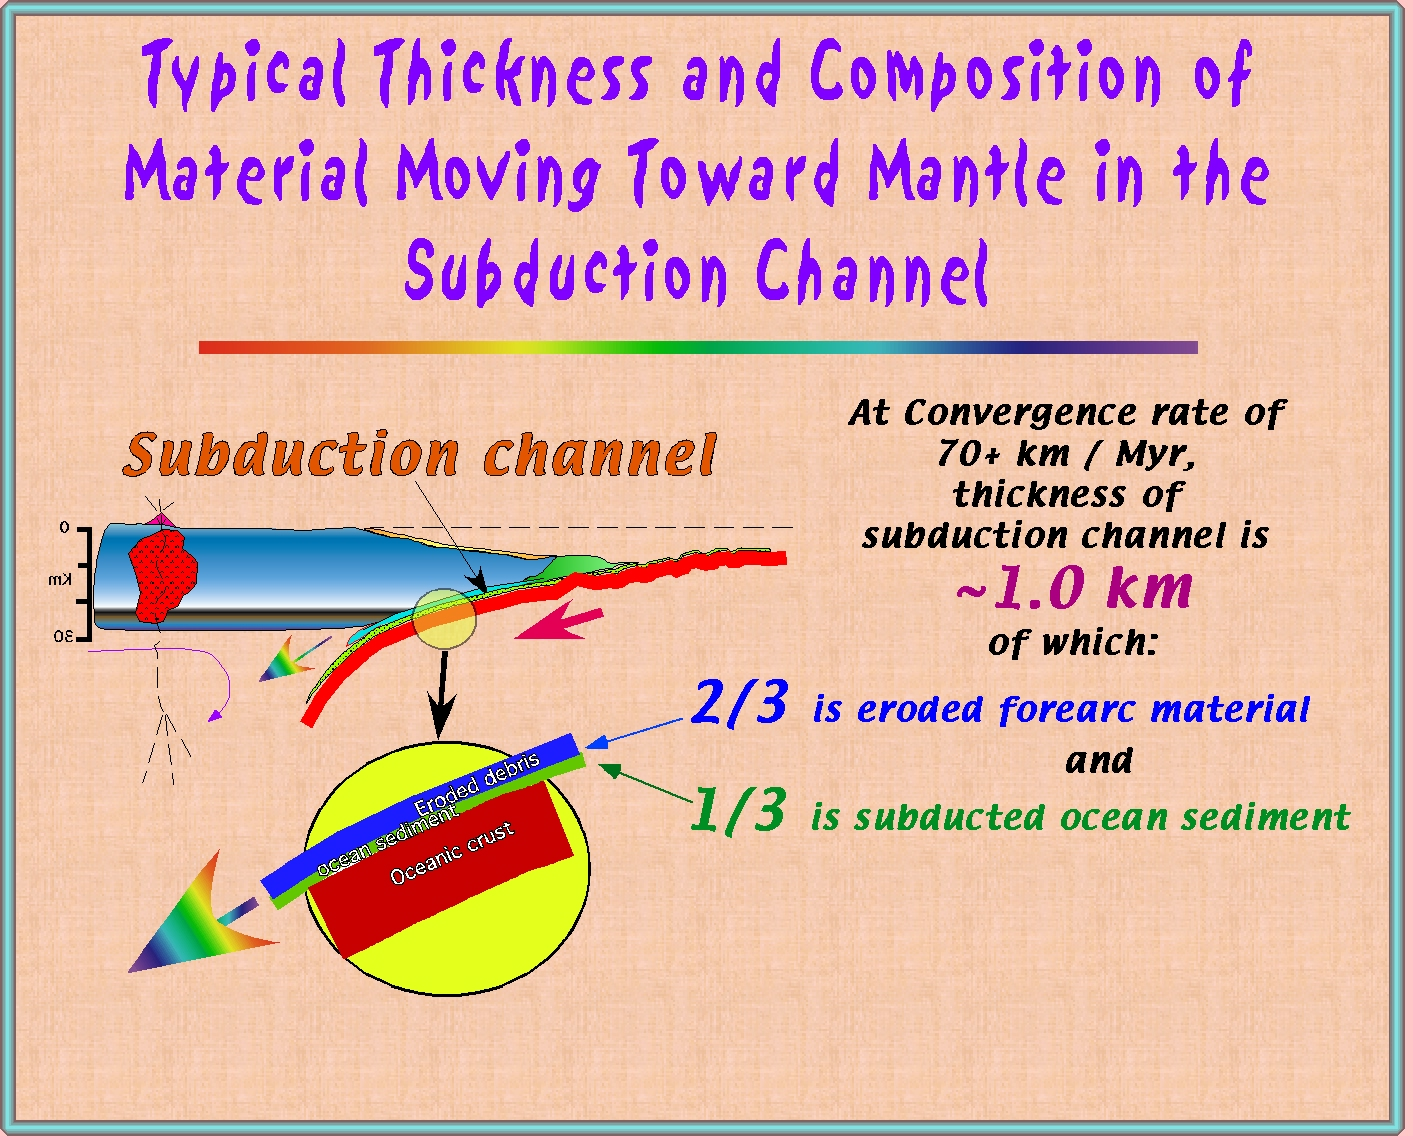 Typical Thickness and Composition of
Material Moving Toward Mantle in the
Subduction Channel
Subduction channel
0
Km
30
At Convergence rate of
70+ km / Myr,
thickness of
subduction channel is
~1.0 km
of which:
2/3 is eroded forearc material
and
1/3 is subducted ocean sediment
Eroded debris
ocean sediment
Oceanic crust